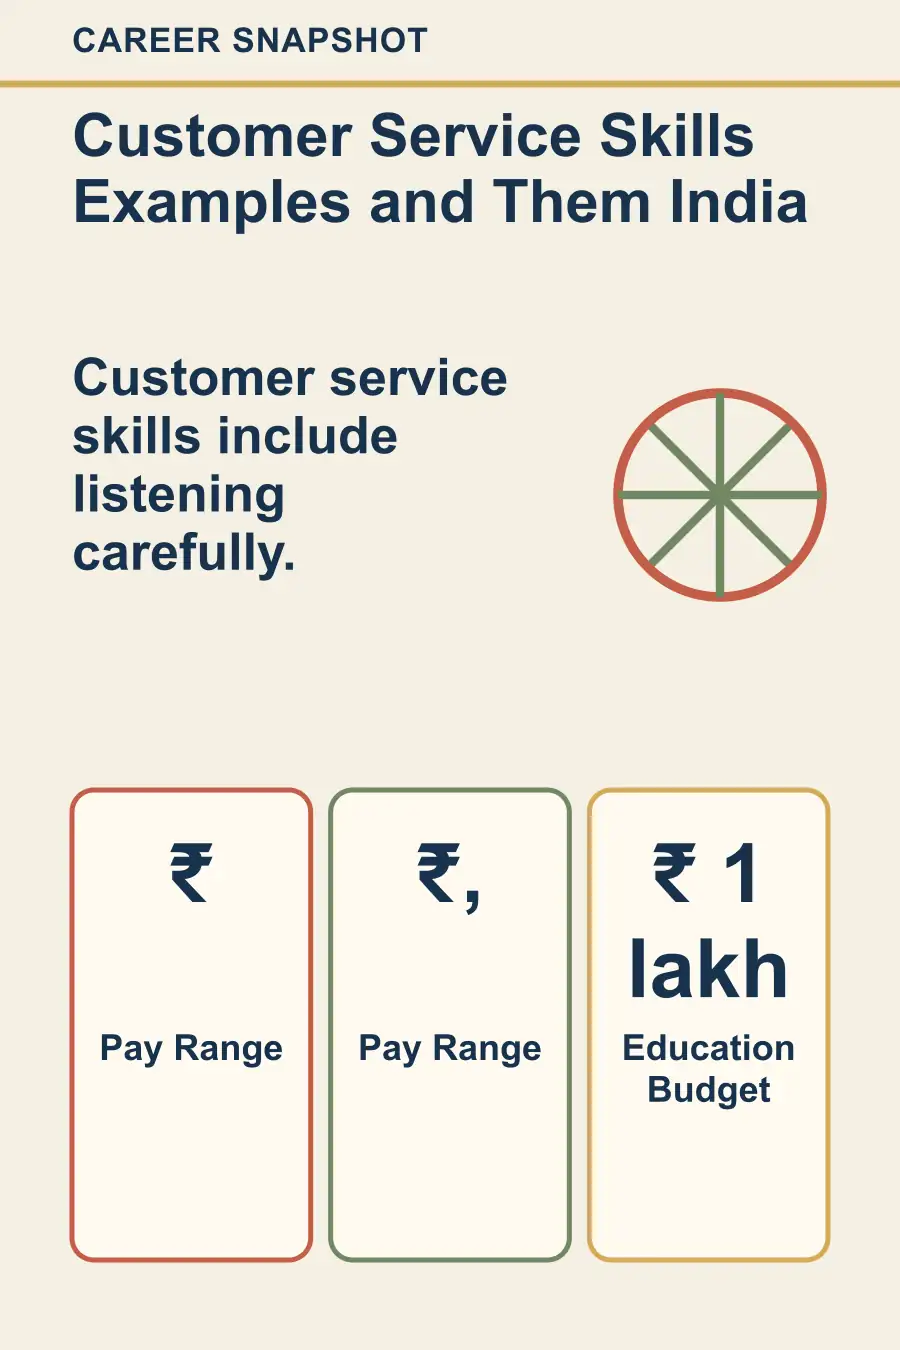 CAREER SNAPSHOT
Customer Service Skills
Examples and Them India
Customer service
skills include
listening
carefully.
₹
Pay Range
₹,
Pay Range
₹ 1
lakh
Education
Budget